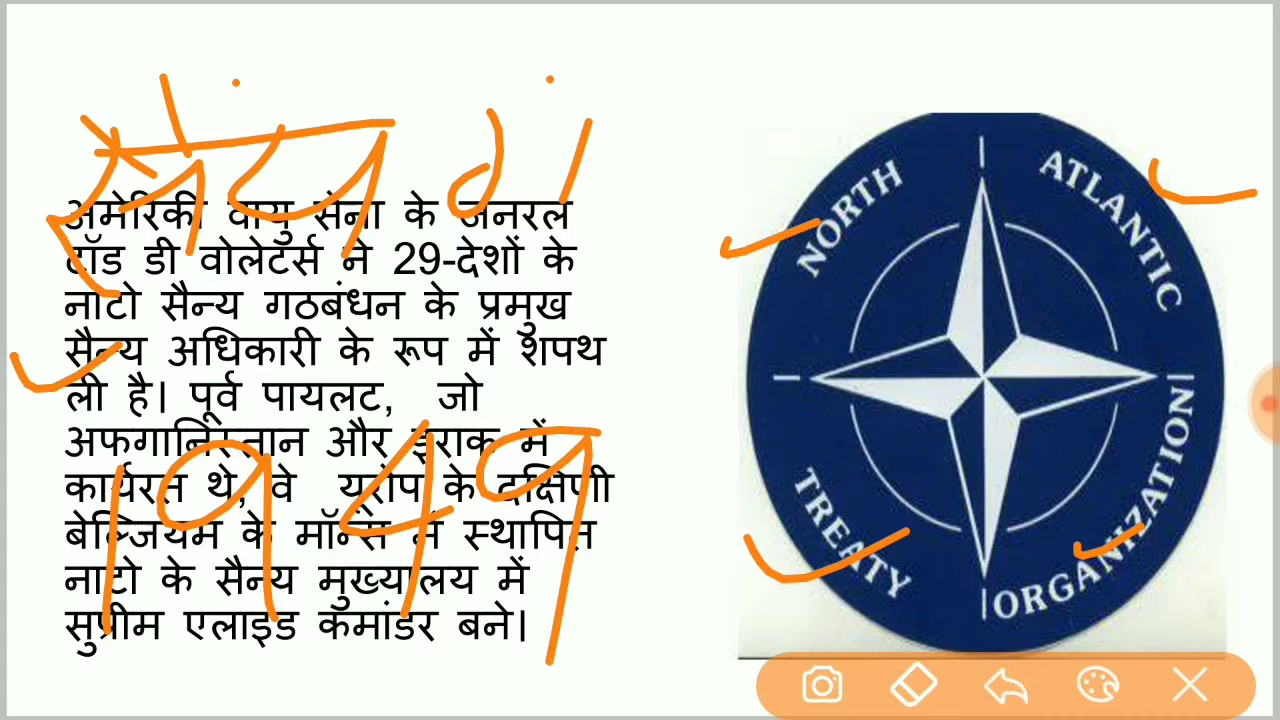 अमेरिकी वायु सेना के जनरल
टॉड डी वोलेटर्स ने 29-देशों के
नाटो सैन्य गठबंधन के प्रमुख
सैन्य अधिकारी के रूप में शपथ
ली है। पूर्व पायलट, जो
अफगानिस्तान और इराक में
कार्यरत थे, वे यूरोप के दक्षिणी
बेल्जियम के मॉन्स में स्थापित
नाटो के सैन्य मुख्यालय में
सुप्रीम एलाइड कमांडर बने।
1949
NORTH
ATLANTIC
TREATY
ORGANIZATION